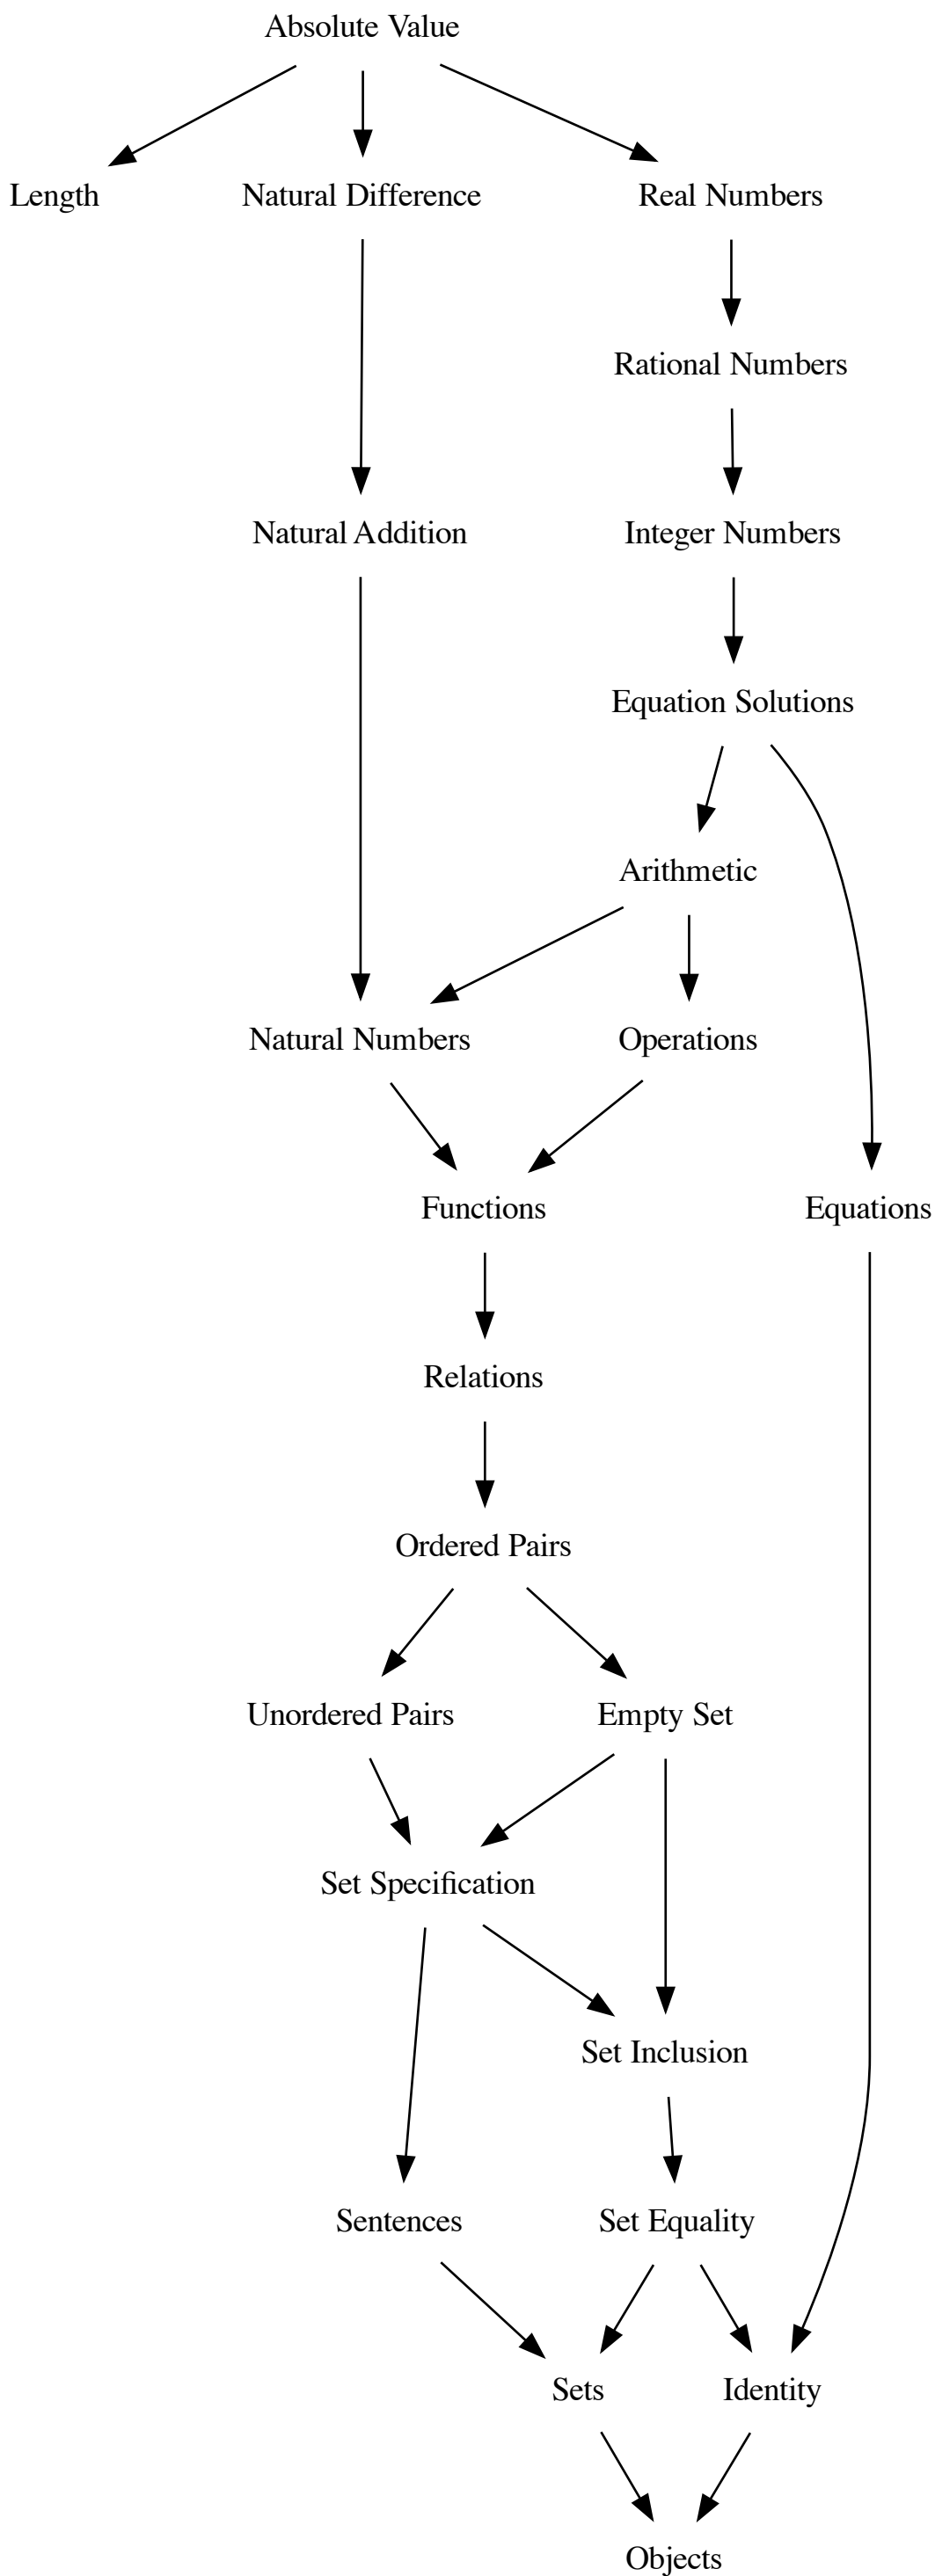 Absolute Value
Length
Natural Difference
Real Numbers
Rational Numbers
Natural Addition
Integer Numbers
Equation Solutions
Arithmetic
Natural Numbers
Operations
Functions
Equations
Relations
Ordered Pairs
Unordered Pairs
Empty Set
Set Specification
Set Inclusion
Sentences
Set Equality
Sets
Identity
Objects